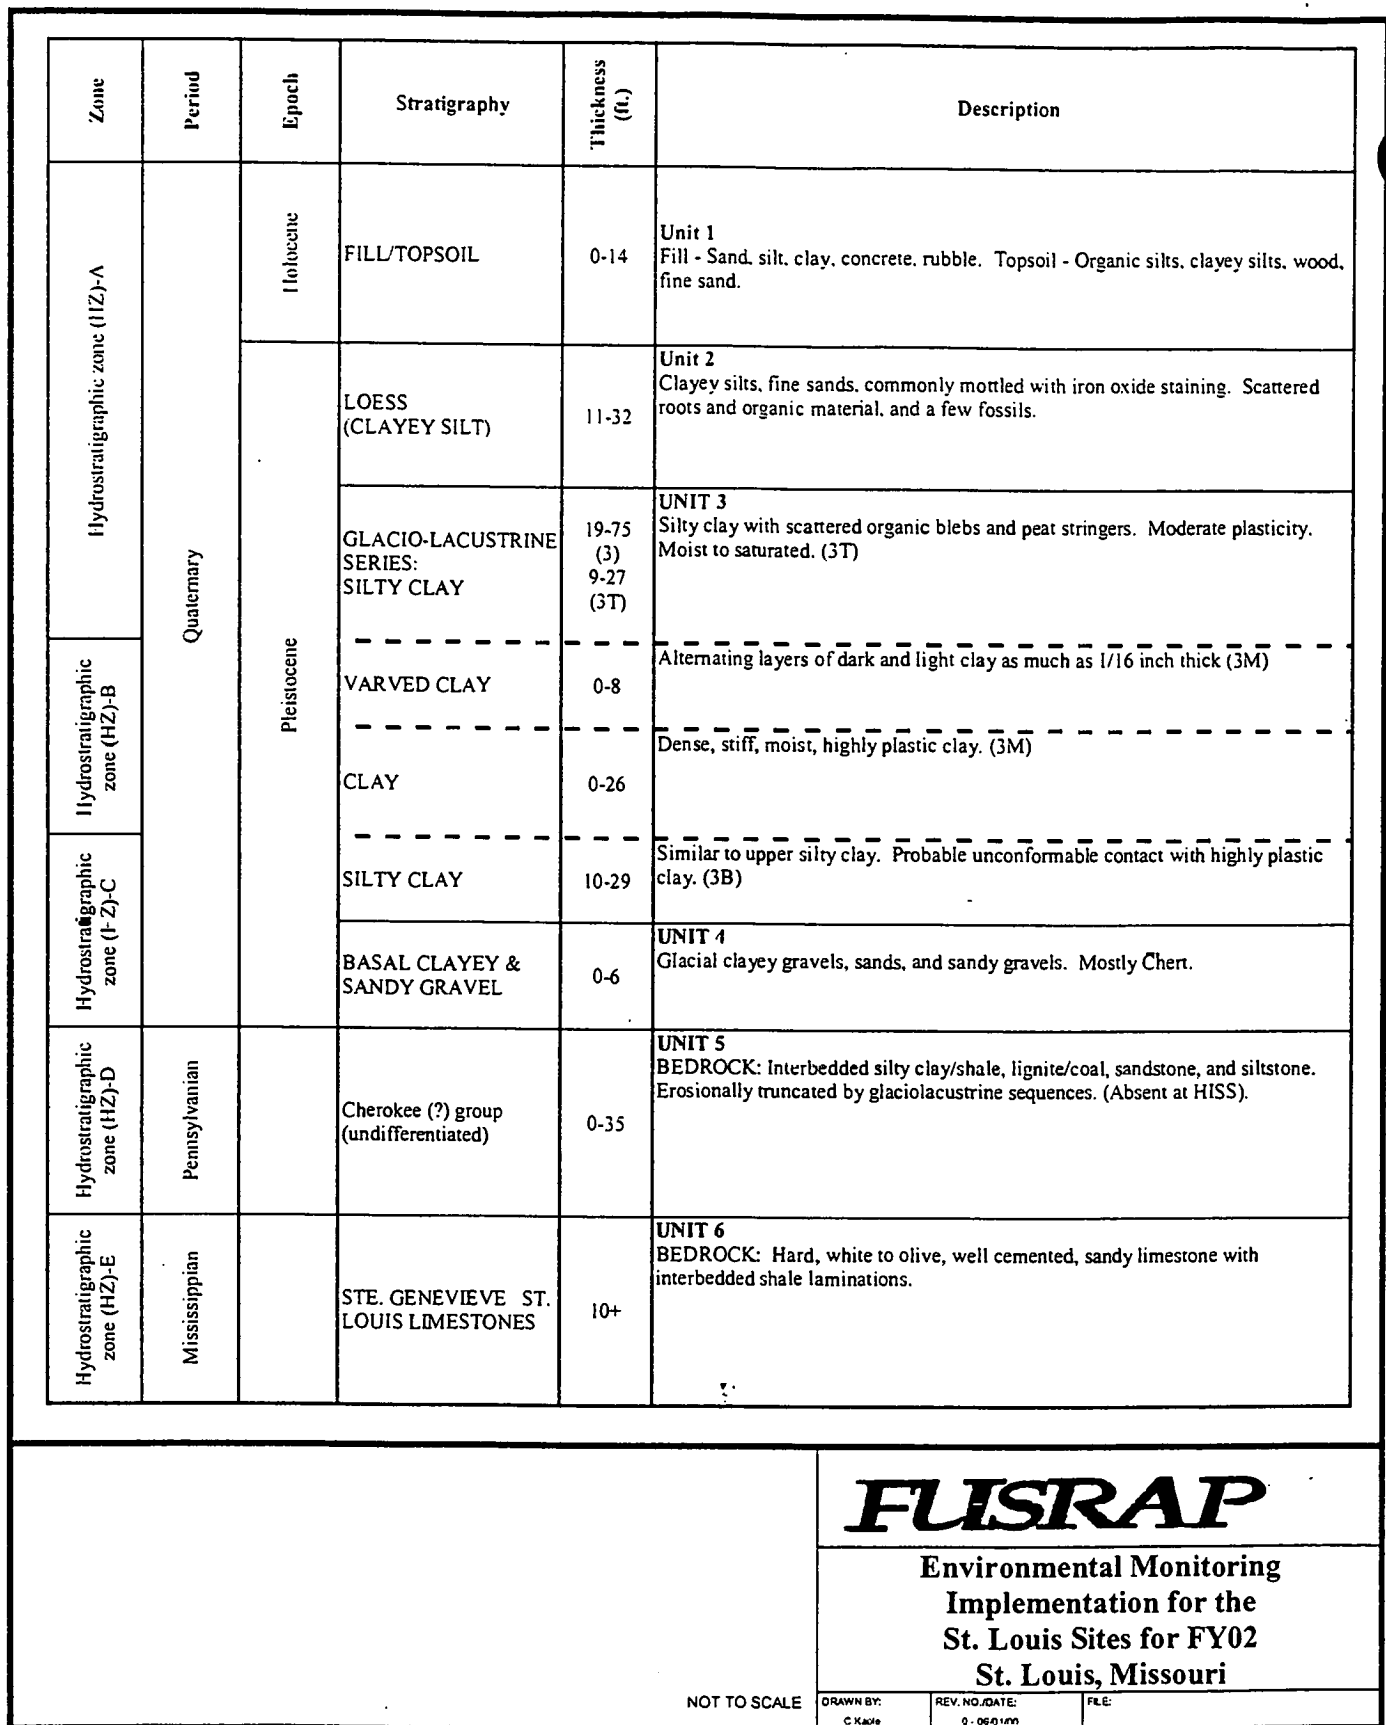 Zone
Period
Epoch
Stratigraphy
Thickness
(ft.)
Description
Hydrostratigraphic zone (HZ)-A
Quaternary
Holocene
FILL/TOPSOIL
0-14
Unit 1
Fill - Sand, silt, clay, concrete, rubble. Topsoil - Organic silts, clayey silts, wood,
fine sand.
Pleistocene
LOESS
(CLAYEY SILT)
11-32
Unit 2
Clayey silts, fine sands, commonly mottled with iron oxide staining. Scattered
roots and organic material, and a few fossils.
GLACIO-LACUSTRINE
SERIES:
SILTY CLAY
19-75
(3)
9-27
(3T)
UNIT 3
Silty clay with scattered organic blebs and peat stringers. Moderate plasticity.
Moist to saturated. (3T)
Hydrostratigraphic
zone (HZ)-B
VARVED CLAY
0-8
Alternating layers of dark and light clay as much as 1/16 inch thick (3M)
CLAY
0-26
Dense, stiff, moist, highly plastic clay. (3M)
Hydrostratigraphic
zone (HZ)-C
SILTY CLAY
10-29
Similar to upper silty clay. Probable unconformable contact with highly plastic
clay. (3B)
BASAL CLAYEY &
SANDY GRAVEL
0-6
UNIT 4
Glacial clayey gravels, sands, and sandy gravels. Mostly Chert.
Hydrostratigraphic
zone (HZ)-D
Pennsylvanian
Cherokee (?) group
(undifferentiated)
0-35
UNIT 5
BEDROCK: Interbedded silty clay/shale, lignite/coal, sandstone, and siltstone.
Erosionally truncated by glaciolacustrine sequences. (Absent at HISS).
Hydrostratigraphic
zone (HZ)-E
Mississippian
STE. GENEVIEVE ST.
LOUIS LIMESTONES
10+
UNIT 6
BEDROCK: Hard, white to olive, well cemented, sandy limestone with
interbedded shale laminations.
FUSRAP
Environmental Monitoring
Implementation for the
St. Louis Sites for FY02
St. Louis, Missouri
NOT TO SCALE
DRAWN BY:
REV. NO./DATE:
FILE:
C Kaple
0 - 06/01/00